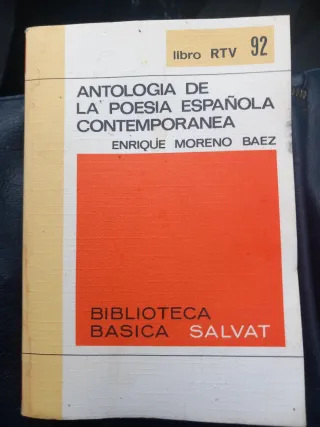 libro RTV 92
ANTOLOGIA DE
LA POESIA ESPAÑOLA
CONTEMPORANEA
ENRIQUE MORENO BAEZ
BIBLIOTECA
BASICA SALVAT